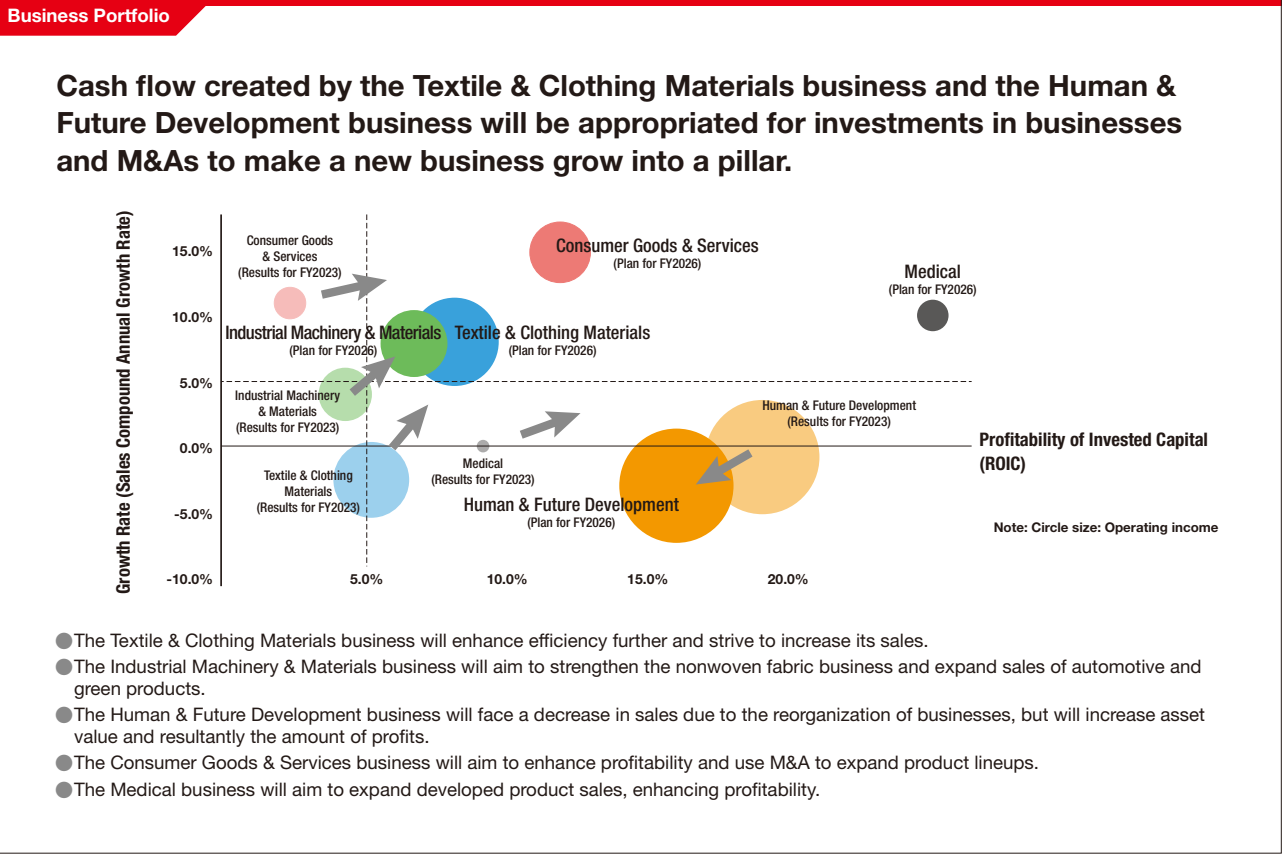 Business Portfolio
Cash flow created by the Textile & Clothing Materials business and the Human &
Future Development business will be appropriated for investments in businesses
and M&As to make a new business grow into a pillar.
Growth Rate (Sales Compound Annual Growth Rate)
15.0%
10.0%
5.0%
0.0%
-5.0%
-10.0%
Consumer Goods
& Services
(Results for FY2023)
Consumer Goods & Services
(Plan for FY2026)
Medical
(Plan for FY2026)
Industrial Machinery & Materials
(Plan for FY2026)
Textile & Clothing Materials
(Plan for FY2026)
Industrial Machinery
& Materials
(Results for FY2023)
Human & Future Development
(Results for FY2023)
Textile & Clothing
Materials
(Results for FY2023)
Medical
(Results for FY2023)
Human & Future Development
(Plan for FY2026)
Profitability of Invested Capital
(ROIC)
Note: Circle size: Operating income
5.0%
10.0%
15.0%
20.0%
●The Textile & Clothing Materials business will enhance efficiency further and strive to increase its sales.
●The Industrial Machinery & Materials business will aim to strengthen the nonwoven fabric business and expand sales of automotive and
green products.
●The Human & Future Development business will face a decrease in sales due to the reorganization of businesses, but will increase asset
value and resultantly the amount of profits.
●The Consumer Goods & Services business will aim to enhance profitability and use M&A to expand product lineups.
●The Medical business will aim to expand developed product sales, enhancing profitability.